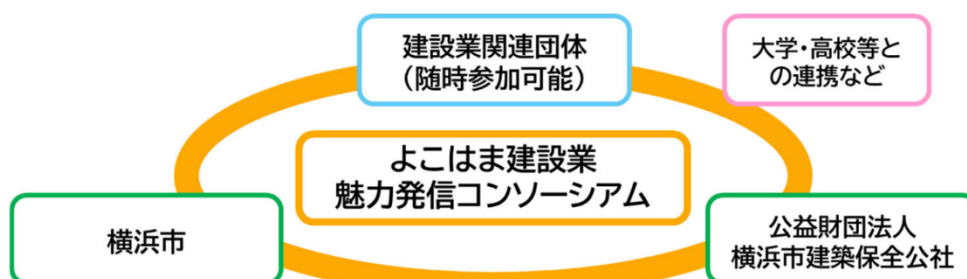 建設業関連団体
（随時参加可能）
大学・高校等と
の連携など
よこはま建設業
魅力発信コンソーシアム
横浜市
公益財団法人
横浜市建築保全公社